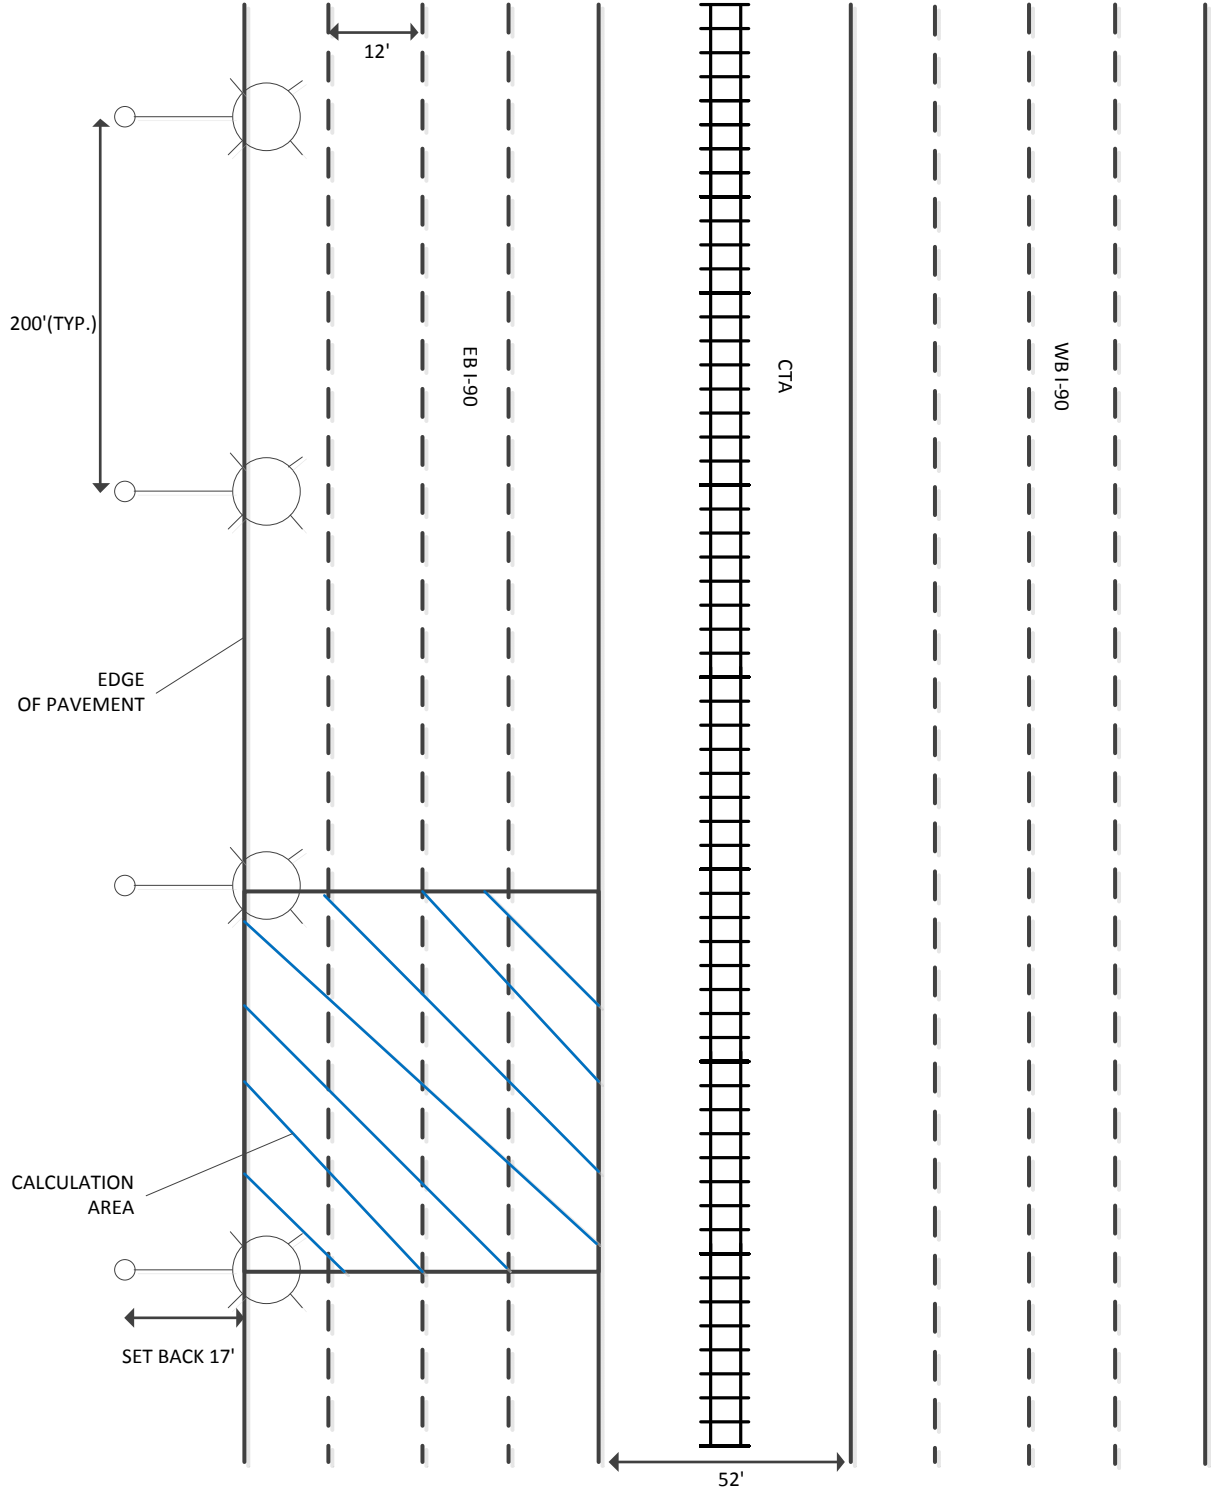 12'
200'(TYP.)
EB I-90
CTA
WB I-90
EDGE
OF PAVEMENT
CALCULATION
AREA
SET BACK 17'
52'